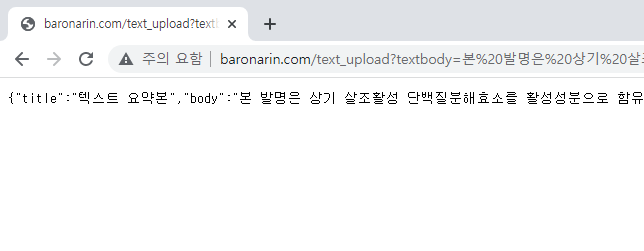 baronarin.com/text_upload?text
주의 요함 baronarin.com/text_upload?textbody=본%20발명은%20상기%20살
{"title":"텍스트 요약본","body":"본 발명은 상기 살조활성 단백질분해효소를 활성성분으로 함유